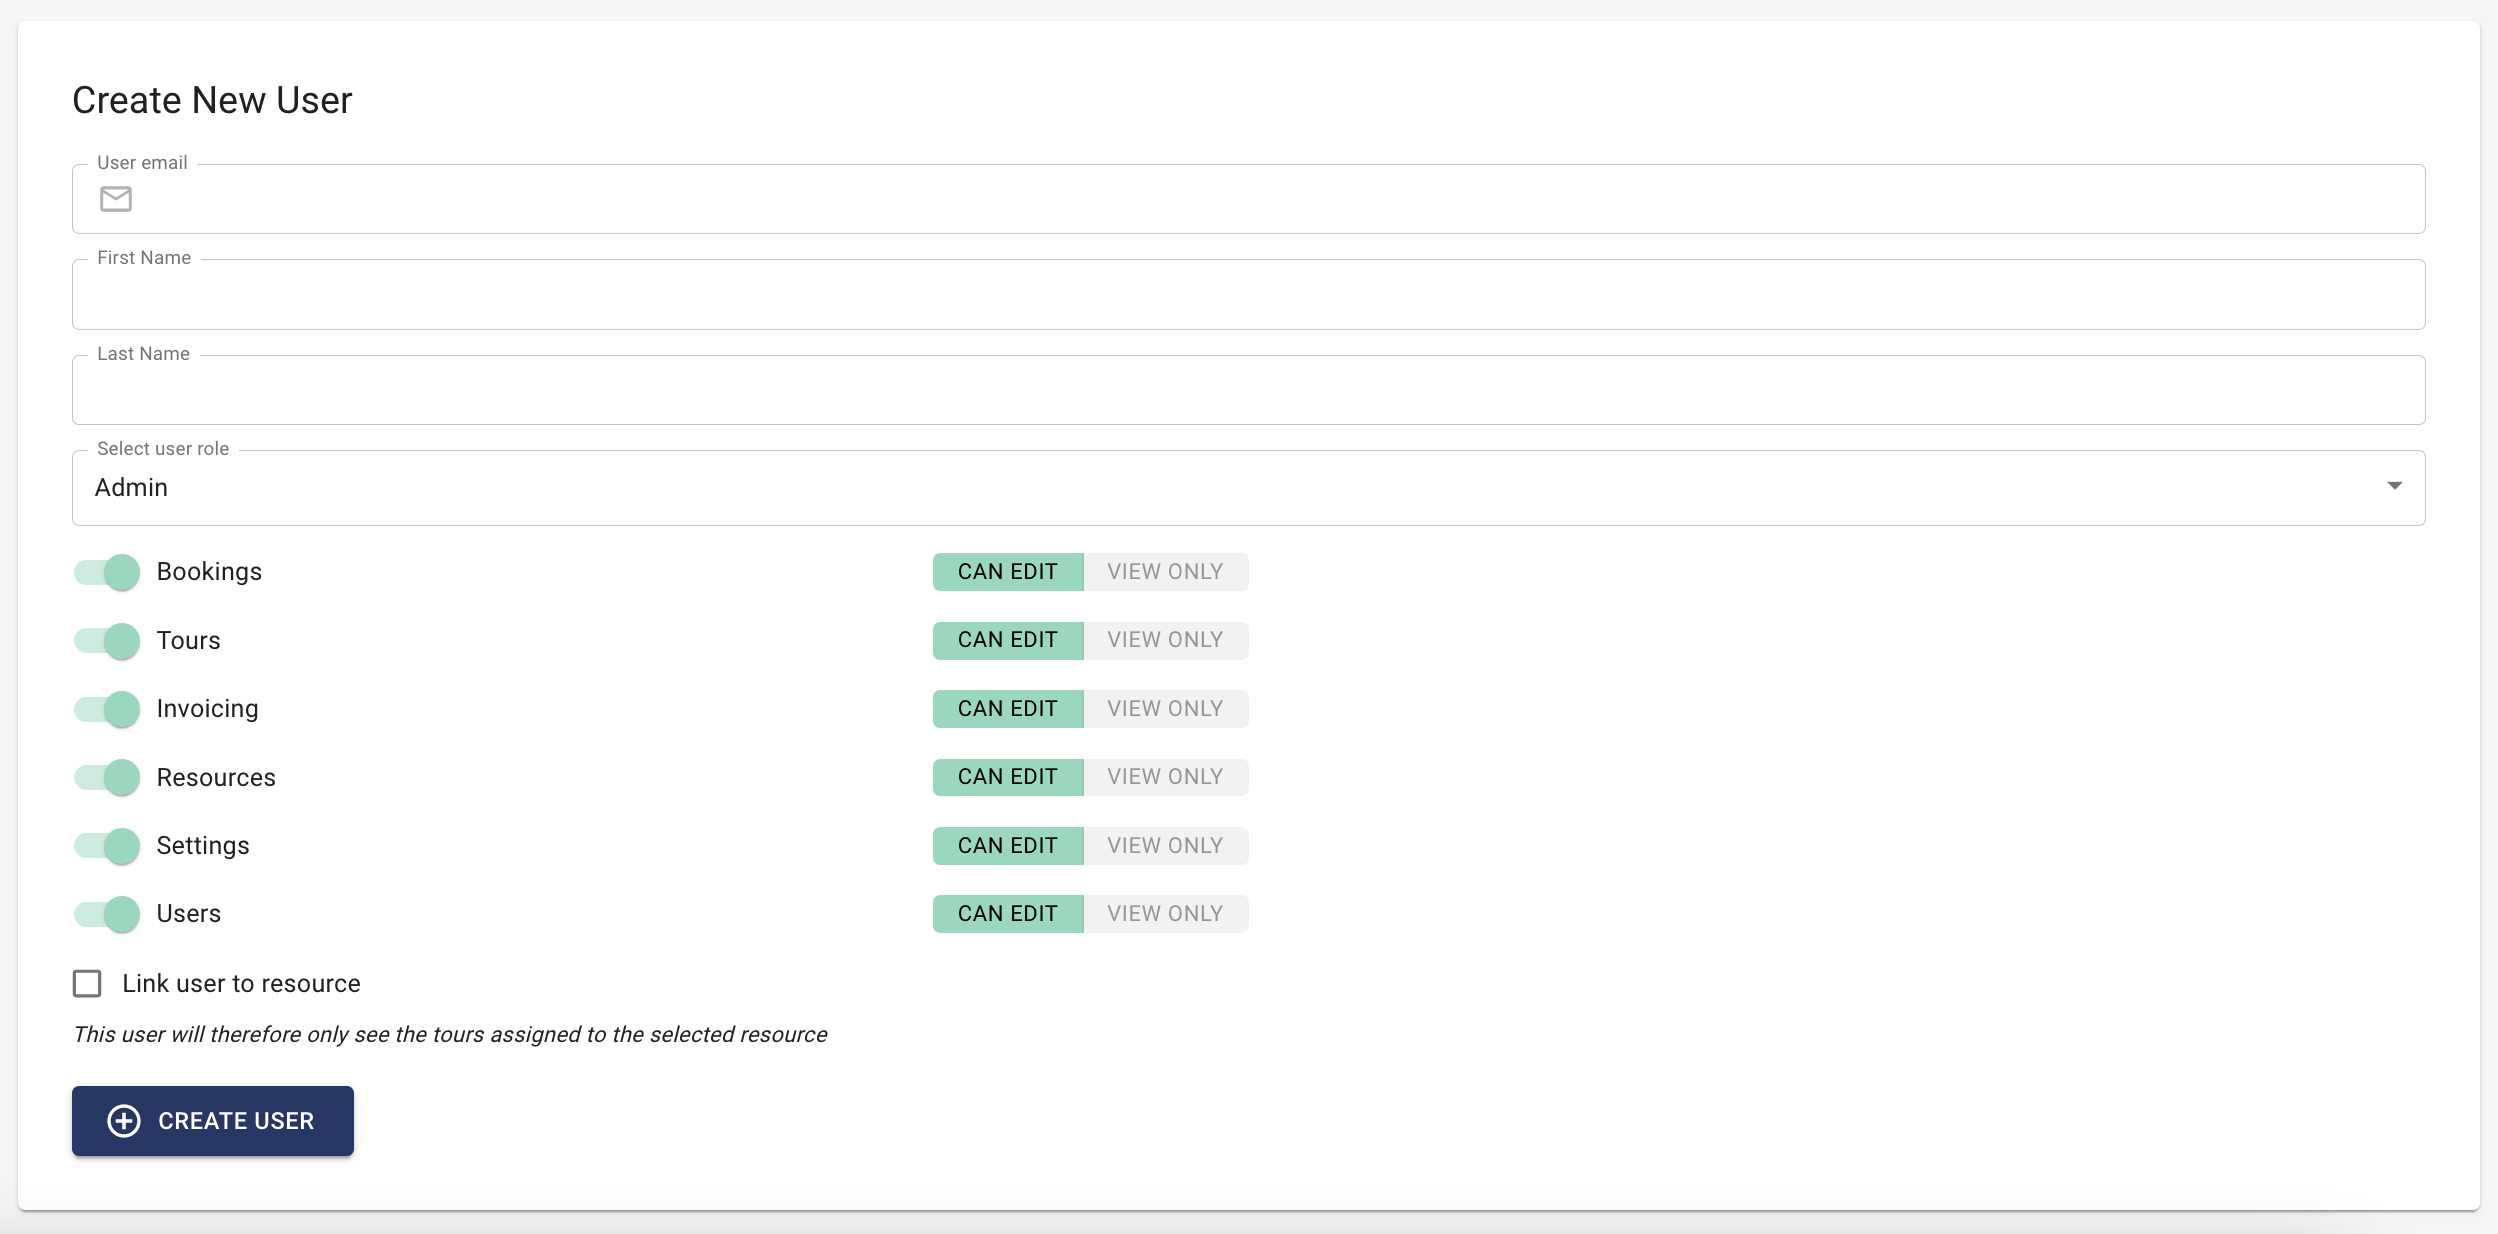 Create New User
User email
First Name
Last Name
Select user role
Admin
Bookings CAN EDIT VIEW ONLY
Tours CAN EDIT VIEW ONLY
Invoicing CAN EDIT VIEW ONLY
Resources CAN EDIT VIEW ONLY
Settings CAN EDIT VIEW ONLY
Users CAN EDIT VIEW ONLY
Link user to resource
This user will therefore only see the tours assigned to the selected resource
CREATE USER